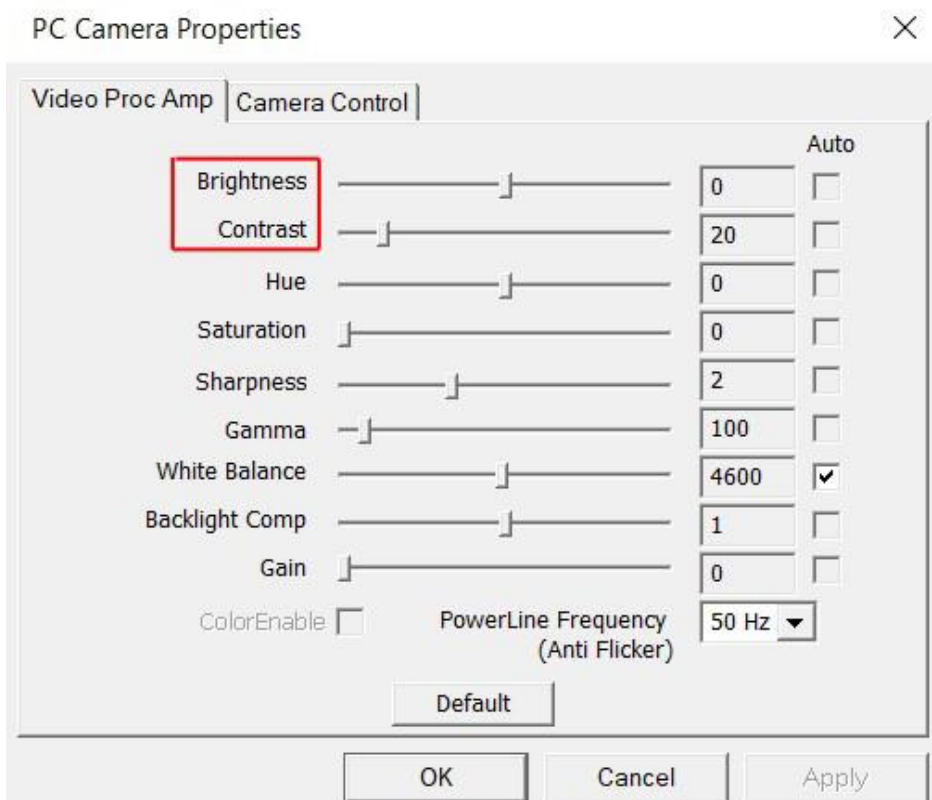 PC Camera Properties
Video Proc Amp Camera Control
Auto
Brightness 0
Contrast 20
Hue 0
Saturation 0
Sharpness 2
Gamma 100
White Balance 4600
Backlight Comp 1
Gain 0
ColorEnable PowerLine Frequency 50 Hz
(Anti Flicker)
Default
OK Cancel Apply